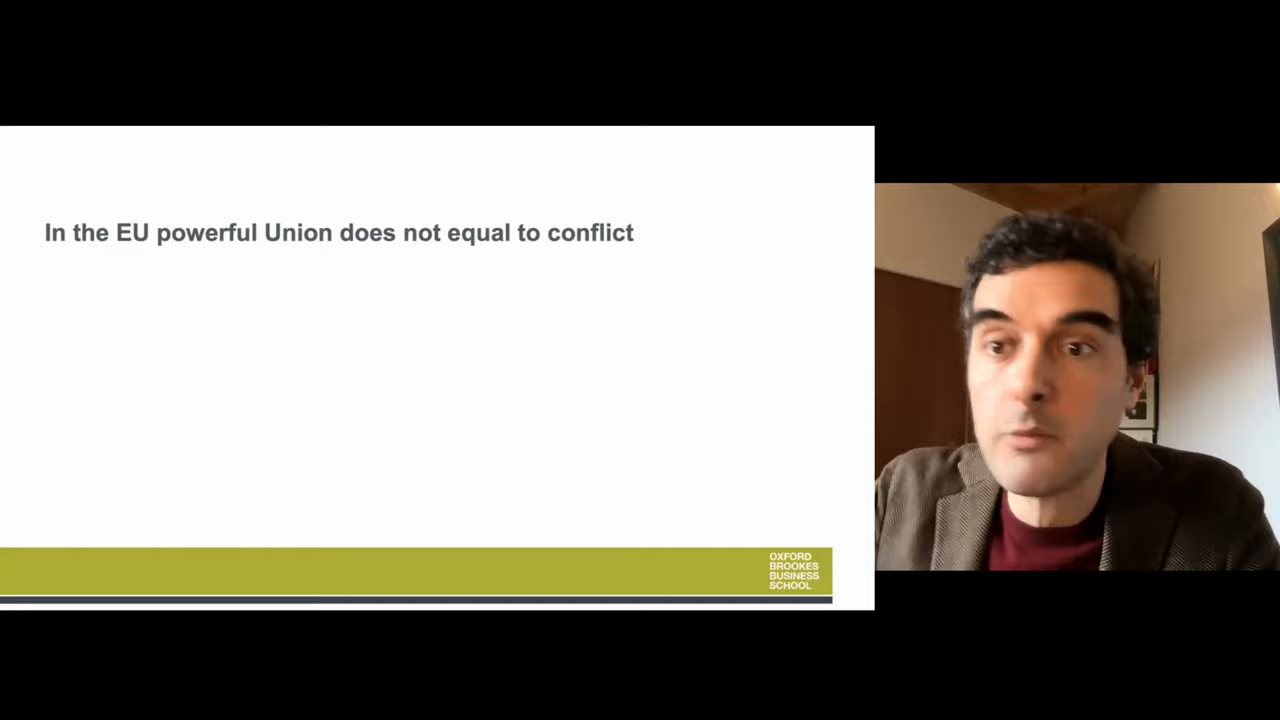 In the EU powerful Union does not equal to conflict
OXFORD
BROOKES
BUSINESS
SCHOOL